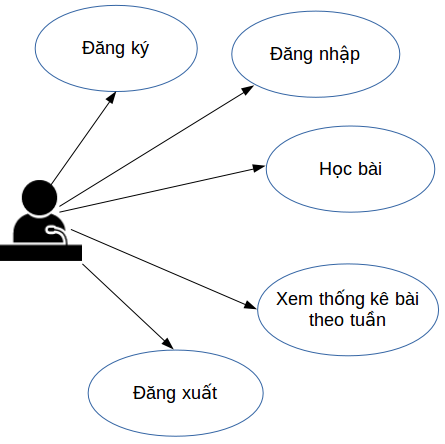 Đăng ký
Đăng nhập
Học bài
Xem thống kê bài
theo tuần
Đăng xuất